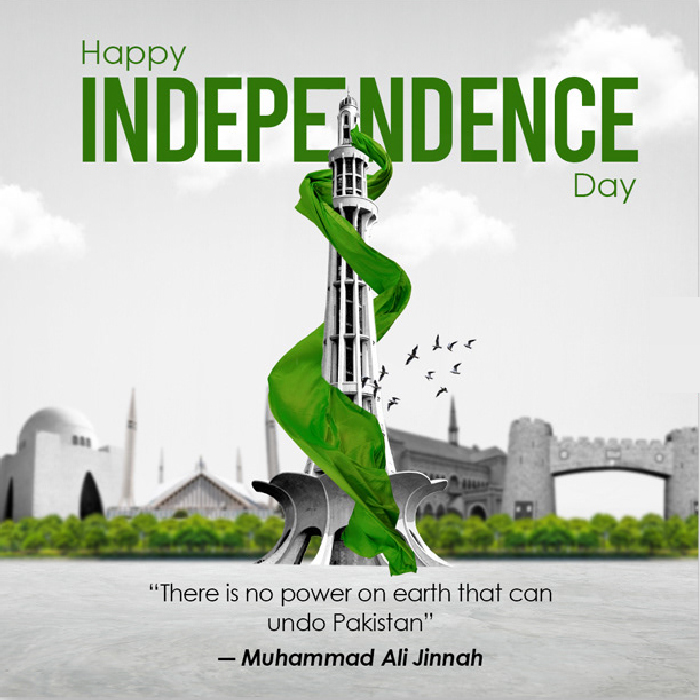 Happy
INDEPENDENCE
Day
“There is no power on earth that can
undo Pakistan”
— Muhammad Ali Jinnah